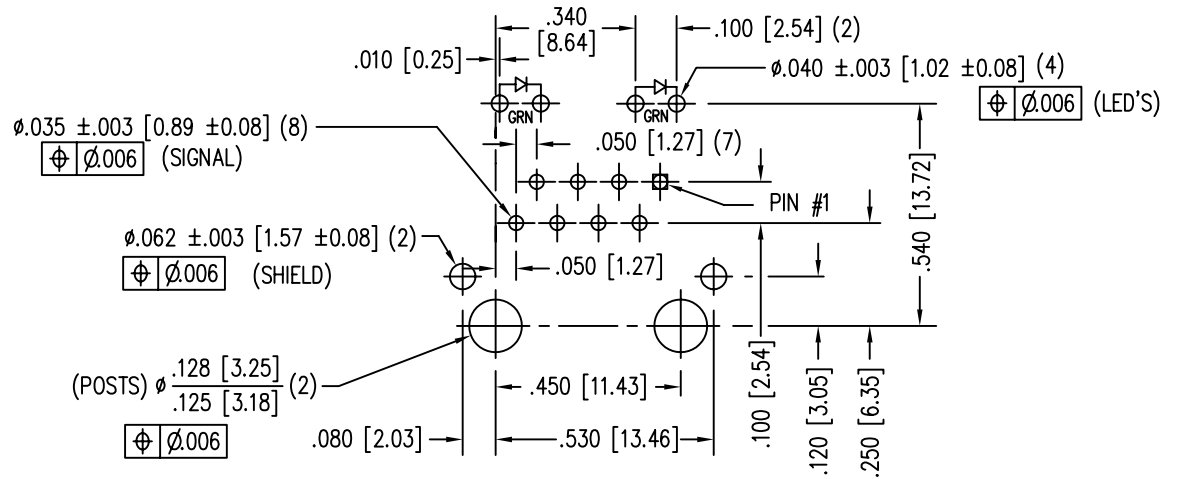 .340
[8.64]
.100 [2.54] (2)
.010 [0.25]
ø.040 ±.003 [1.02 ±0.08] (4)
⌖ Ø.006 (LED'S)
GRN
GRN
ø.035 ±.003 [0.89 ±0.08] (8)
⌖ Ø.006 (SIGNAL)
.050 [1.27] (7)
PIN #1
.540 [13.72]
ø.062 ±.003 [1.57 ±0.08] (2)
⌖ Ø.006 (SHIELD)
.050 [1.27]
(POSTS) ø .128 [3.25] (2)
.125 [3.18]
⌖ Ø.006
.450 [11.43]
.080 [2.03]
.530 [13.46]
.100 [2.54]
.120 [3.05]
.250 [6.35]